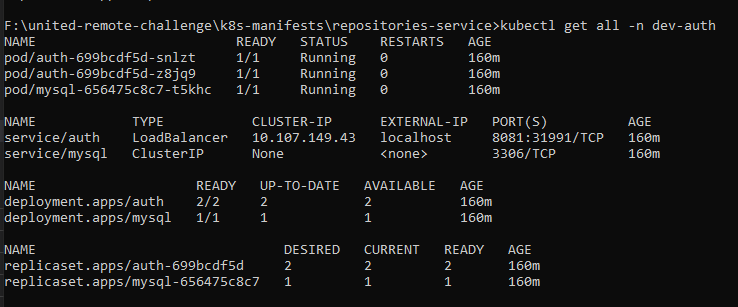 F:\united-remote-challenge\k8s-manifests\repositories-service>kubectl get all -n dev-auth
NAME READY STATUS RESTARTS AGE
pod/auth-699bcdf5d-snlzt 1/1 Running 0 160m
pod/auth-699bcdf5d-z8jq9 1/1 Running 0 160m
pod/mysql-656475c8c7-t5khc 1/1 Running 0 160m
NAME TYPE CLUSTER-IP EXTERNAL-IP PORT(S) AGE
service/auth LoadBalancer 10.107.149.43 localhost 8081:31991/TCP 160m
service/mysql ClusterIP None <none> 3306/TCP 160m
NAME READY UP-TO-DATE AVAILABLE AGE
deployment.apps/auth 2/2 2 2 160m
deployment.apps/mysql 1/1 1 1 160m
NAME DESIRED CURRENT READY AGE
replicaset.apps/auth-699bcdf5d 2 2 2 160m
replicaset.apps/mysql-656475c8c7 1 1 1 160m